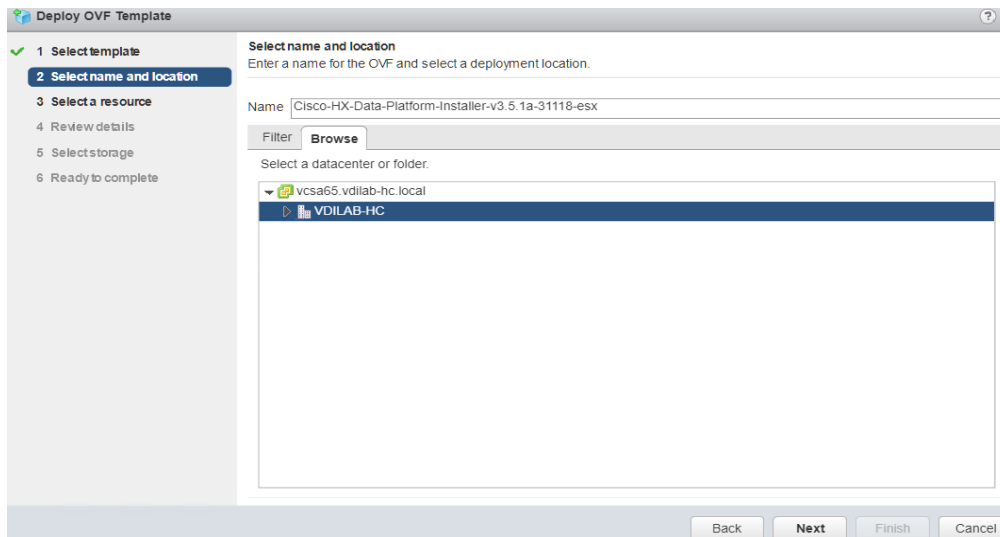 Deploy OVF Template
?
1 Select template
2 Select name and location
3 Select a resource
4 Review details
5 Select storage
6 Ready to complete
Select name and location
Enter a name for the OVF and select a deployment location.
Name Cisco-HX-Data-Platform-Installer-v3.5.1a-31118-esx
Filter Browse
Select a datacenter or folder.
vcsa65.vdilab-hc.local
VDILAB-HC
Back Next Finish Cancel